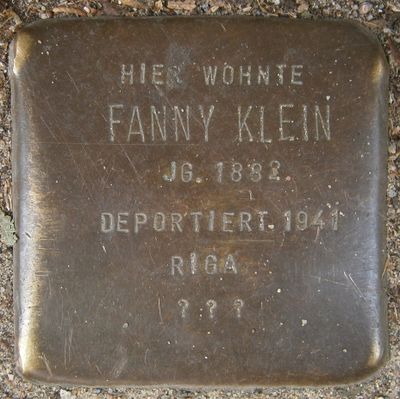 HIER WOHNTE
FANNY KLEIN
JG. 1882
DEPORTIERT 1941
RIGA
? ? ?